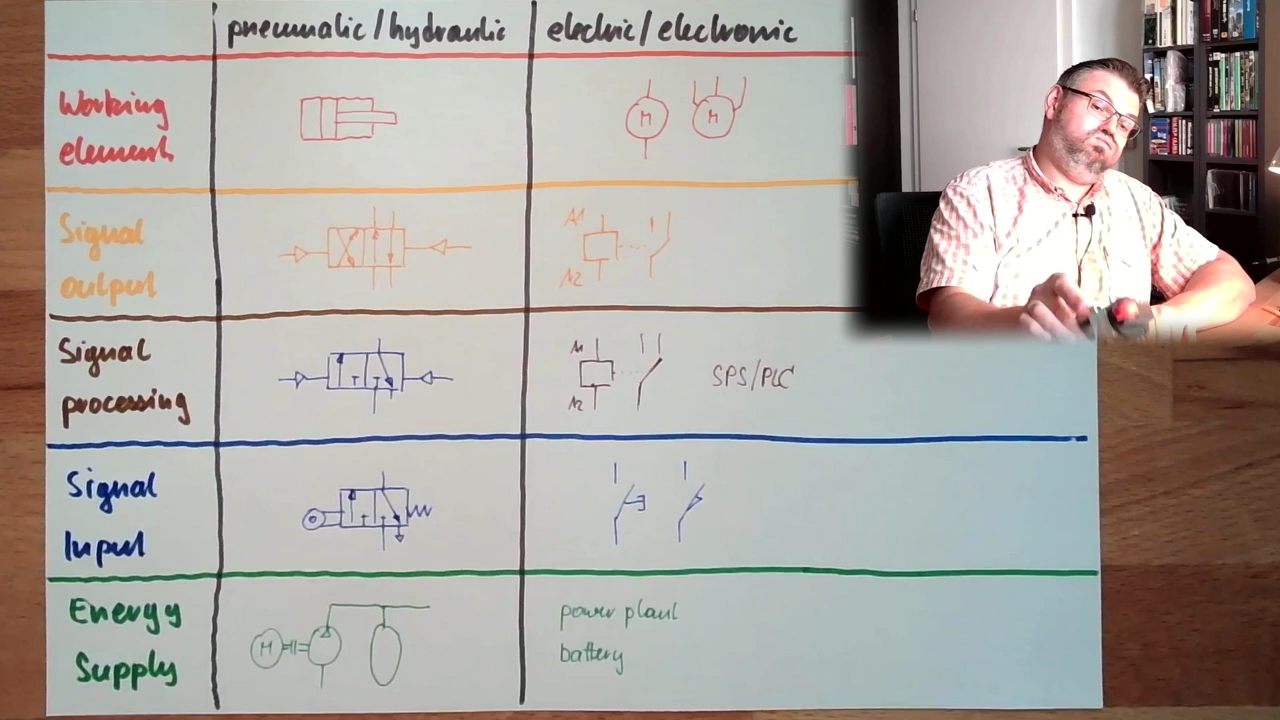 pneumatic/hydraulic
electric/electronic
Working
element
M
M
Signal
output
A1
A2
Signal
processing
A1
A2
SPS/PLC
Signal
Input
Energy
Supply
M
power plant
battery